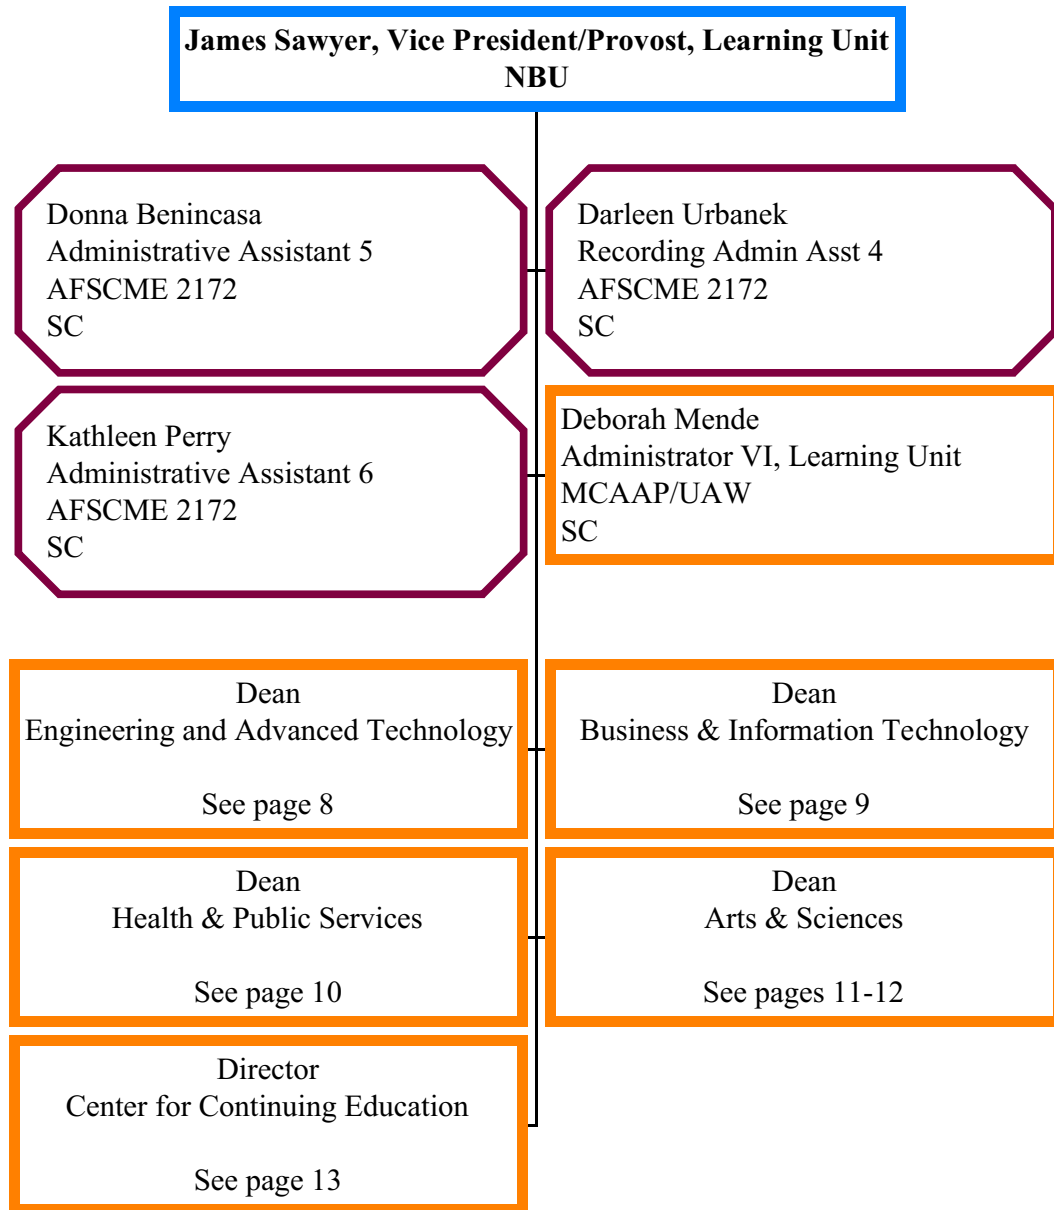 James Sawyer, Vice President/Provost, Learning Unit
NBU
Donna Benincasa
Administrative Assistant 5
AFSCME 2172
SC
Darleen Urbanek
Recording Admin Asst 4
AFSCME 2172
SC
Kathleen Perry
Administrative Assistant 6
AFSCME 2172
SC
Deborah Mende
Administrator VI, Learning Unit
MCAAP/UAW
SC
Dean
Engineering and Advanced Technology
See page 8
Dean
Business & Information Technology
See page 9
Dean
Health & Public Services
See page 10
Dean
Arts & Sciences
See pages 11-12
Director
Center for Continuing Education
See page 13